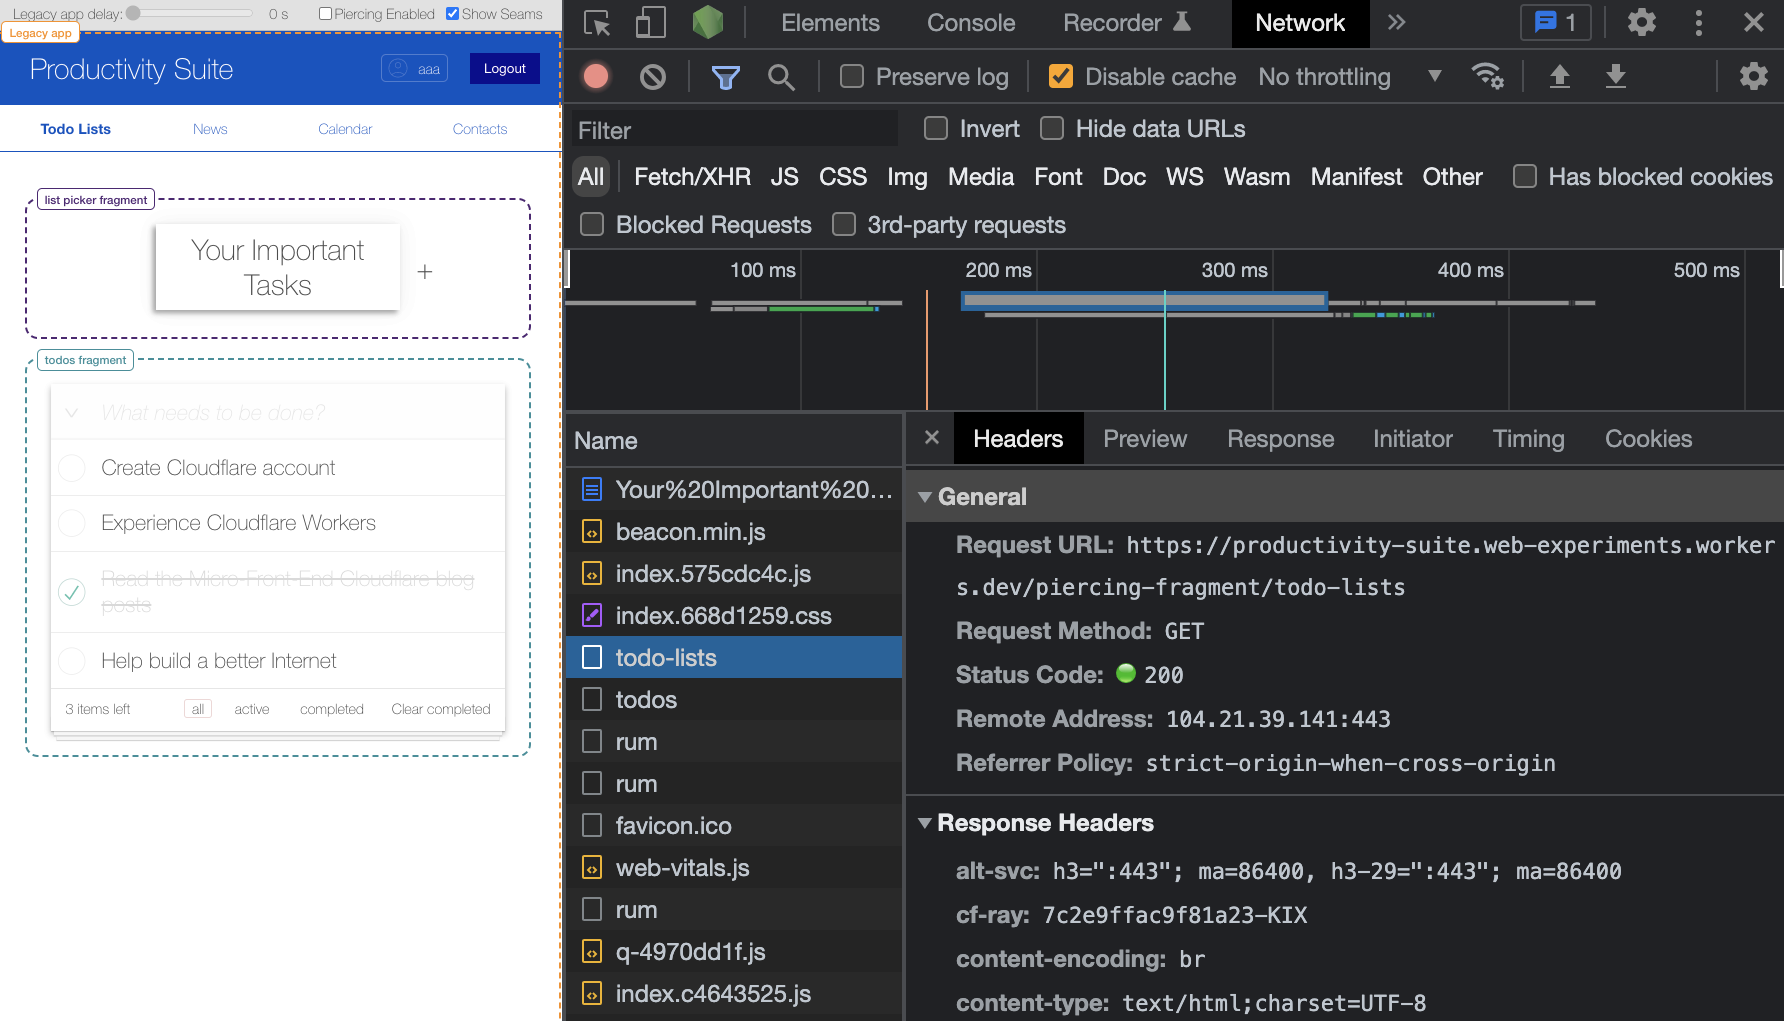 Legacy app delay: 0 s Piercing Enabled Show Seams
Legacy app
Productivity Suite aaa Logout
Todo Lists News Calendar Contacts
list picker fragment
Your Important
Tasks
+
todos fragment
What needs to be done?
Create Cloudflare account
Experience Cloudflare Workers
Read the Micro-Front-End Cloudflare blog
posts
Help build a better Internet
3 items left all active completed Clear completed
Elements Console Recorder Network 1
Preserve log Disable cache No throttling
Filter Invert Hide data URLs
All Fetch/XHR JS CSS Img Media Font Doc WS Wasm Manifest Other Has blocked cookies
Blocked Requests 3rd-party requests
100 ms 200 ms 300 ms 400 ms 500 ms
Name
Your%20Important%20...
beacon.min.js
index.575cdc4c.js
index.668d1259.css
todo-lists
todos
rum
rum
favicon.ico
web-vitals.js
rum
q-4970dd1f.js
index.c4643525.js
Headers Preview Response Initiator Timing Cookies
General
Request URL: https://productivity-suite.web-experiments.worker
s.dev/piercing-fragment/todo-lists
Request Method: GET
Status Code: 200
Remote Address: 104.21.39.141:443
Referrer Policy: strict-origin-when-cross-origin
Response Headers
alt-svc: h3=":443"; ma=86400, h3-29=":443"; ma=86400
cf-ray: 7c2e9ffac9f81a23-KIX
content-encoding: br
content-type: text/html;charset=UTF-8